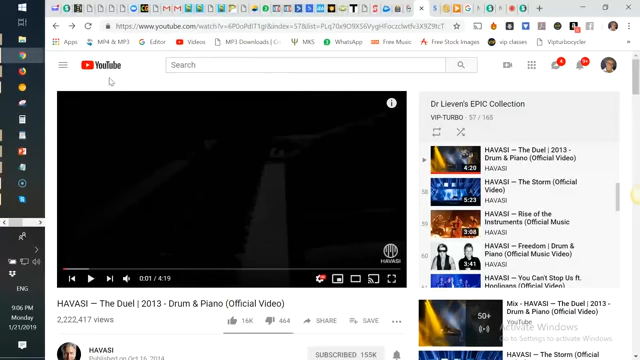 https://www.youtube.com/watch?v=6P0oPdIT1gI&index=57&list=PLq70x9O9XS6VygHFoczclwtfv3X9Z9tTc
Apps MP4 & MP3 Editor Videos MP3 Downloads | C MKS WhatsApp Free Music Free Stock Images vip classes Vipturbocycler
YouTube
Search
4
9+
Dr Lieven's EPIC Collection
VIP-TURBO · 57 / 165
HAVASI — The Duel | 2013 -
Drum & Piano (Official Video)
HAVASI
4:20
58
HAVASI — The Storm (Official
Video)
HAVASI
5:23
59
HAVASI — Rise of the
Instruments (Official Music
HAVASI
3:08
60
HAVASI — Freedom | Drum &
Piano (Official Video)
HAVASI
3:41
HAVASI — You Can't Stop Us ft.
Hooligans (Official Video)
HAVASI
0:01 / 4:19
HAVASI — The Duel | 2013 - Drum & Piano (Official Video)
2,222,417 views
16K
464
SHARE
SAVE
HAVASI
Published on Oct 16, 2014
SUBSCRIBED 155K
50+
Mix - HAVASI — The Duel | 2013 -
Drum & Piano (Official Video)
YouTube
HAVASI — The Storm (Official
Activate Windows
Go to Settings to activate Windows.
ENG
9:06 PM
Monday
1/21/2019